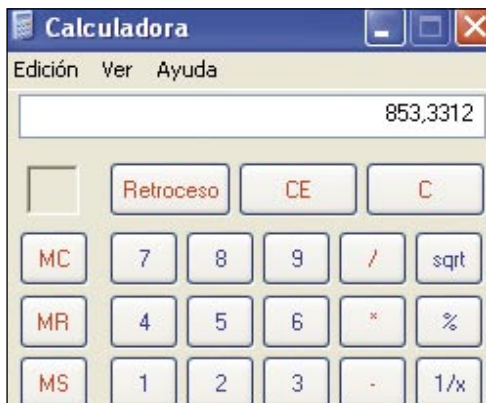 Calculadora
Edición Ver Ayuda
853,3312
Retroceso CE C
MC 7 8 9 / sqrt
MR 4 5 6 * %
MS 1 2 3 - 1/x